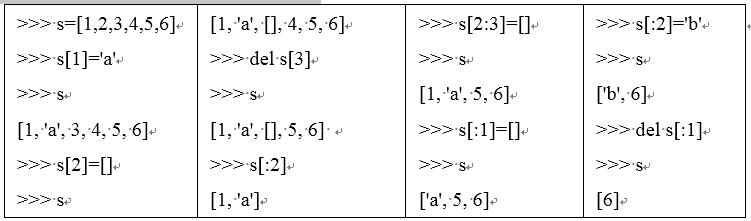 >>> s=[1,2,3,4,5,6]
>>> s[1]='a'
>>> s
[1, 'a', 3, 4, 5, 6]
>>> s[2]=[]
>>> s
[1, 'a', [], 4, 5, 6]
>>> del s[3]
>>> s
[1, 'a', [], 5, 6]
>>> s[:2]
[1, 'a']
>>> s[2:3]=[]
>>> s
[1, 'a', 5, 6]
>>> s[:1]=[]
>>> s
['a', 5, 6]
>>> s[:2]='b'
>>> s
['b', 6]
>>> del s[:1]
>>> s
[6]